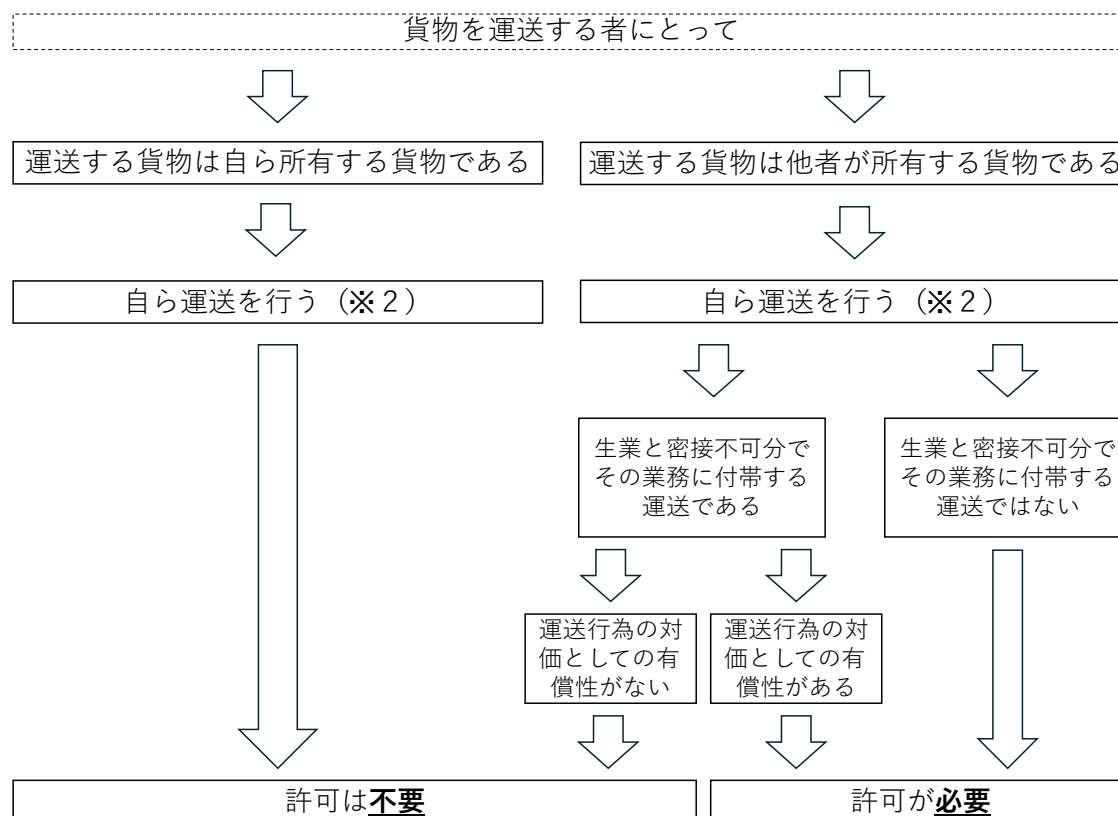 貨物を運送する者にとって
運送する貨物は自ら所有する貨物である
運送する貨物は他者が所有する貨物である
自ら運送を行う（※２）
自ら運送を行う（※２）
生業と密接不可分で
その業務に付帯する
運送である
生業と密接不可分で
その業務に付帯する
運送ではない
運送行為の対
価としての有
償性がない
運送行為の対
価としての有
償性がある
許可は不要
許可が必要